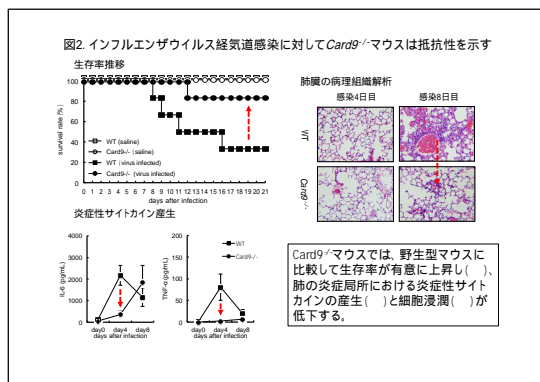 図2. インフルエンザウイルス経気道感染に対してCard9-/-マウスは抵抗性を示す
生存率推移
survival rate (%)
100
80
60
40
20
0
WT (saline)
Card9-/- (saline)
WT (virus infected)
Card9-/- (virus infected)
0 1 2 3 4 5 6 7 8 9 10 11 12 13 14 15 16 17 18 19 20 21
days after infection
肺臓の病理組織解析
感染4日目 感染8日目
WT
Card9-/-
炎症性サイトカイン産生
IL-6 (pg/mL)
4000
3000
2000
1000
0
day0 day4 day8
days after infection
WT
Card9-/-
TNF-α (pg/mL)
150
100
50
0
day0 day4 day8
days after infection
Card9-/-マウスでは、野生型マウスに
比較して生存率が有意に上昇し( )、
肺の炎症局所における炎症性サイト
カインの産生( )と細胞浸潤( )が
低下する。